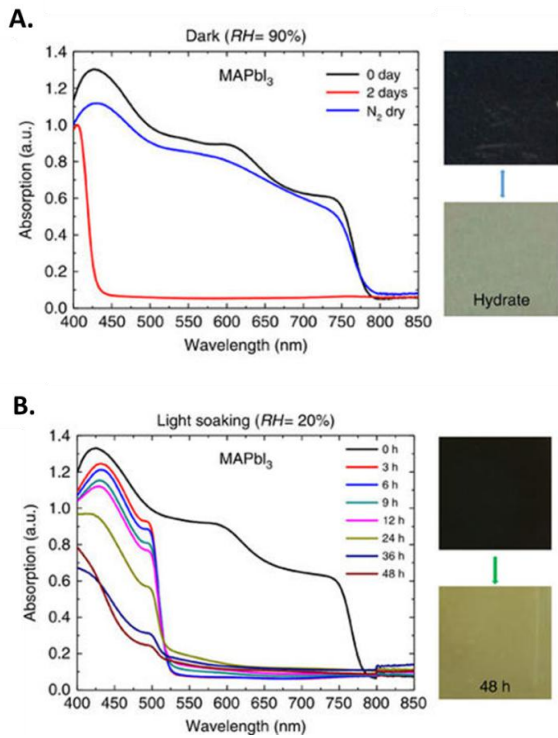 A.
Dark (RH= 90%)
MAPbI₃
0 day
2 days
N₂ dry
Absorption (a.u.)
1.4
1.2
1.0
0.8
0.6
0.4
0.2
0.0
400 450 500 550 600 650 700 750 800 850
Wavelength (nm)
Hydrate
B.
Light soaking (RH= 20%)
MAPbI₃
0 h
3 h
6 h
9 h
12 h
24 h
36 h
48 h
Absorption (a.u.)
1.4
1.2
1.0
0.8
0.6
0.4
0.2
0.0
400 450 500 550 600 650 700 750 800 850
Wavelength (nm)
48 h